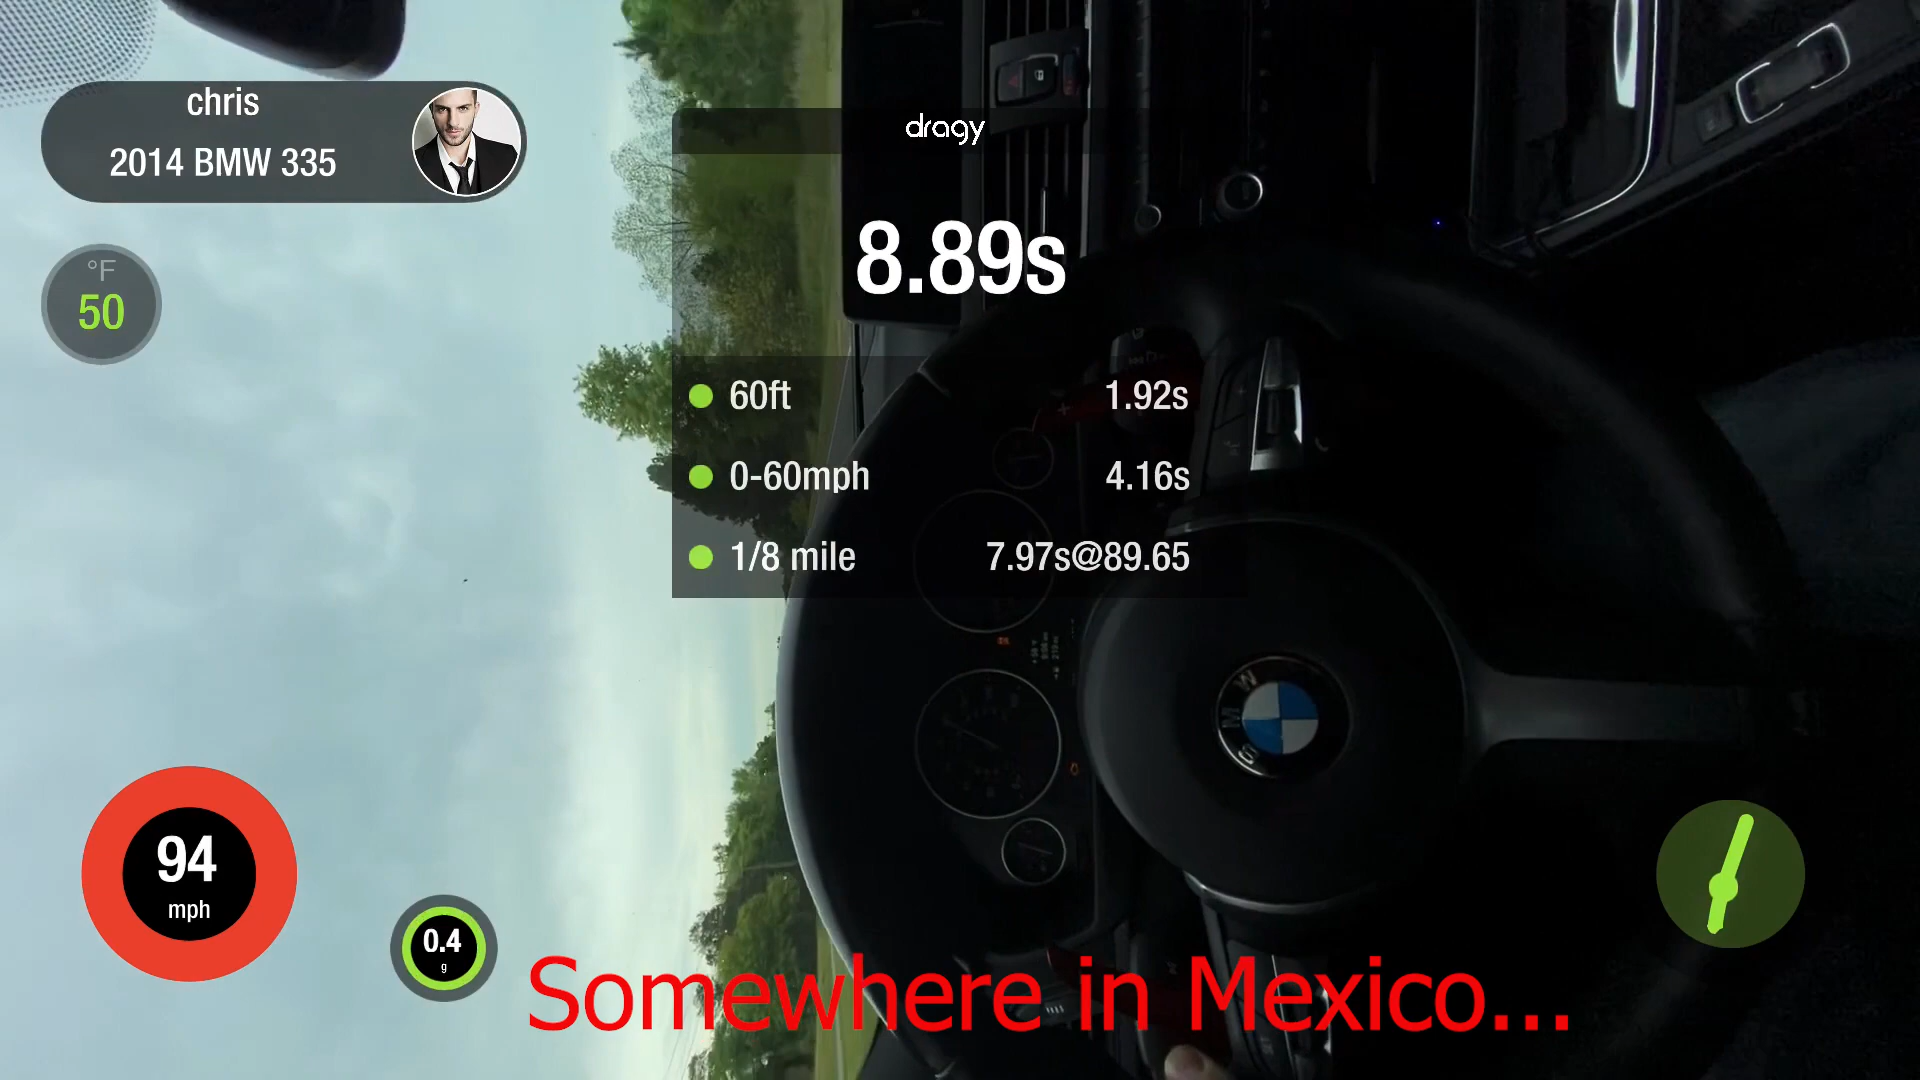 chris
2014 BMW 335
°F
50
dragy
8.89s
60ft 1.92s
0-60mph 4.16s
1/8 mile 7.97s@89.65
BMW
94
mph
0.4
g
Somewhere in Mexico...